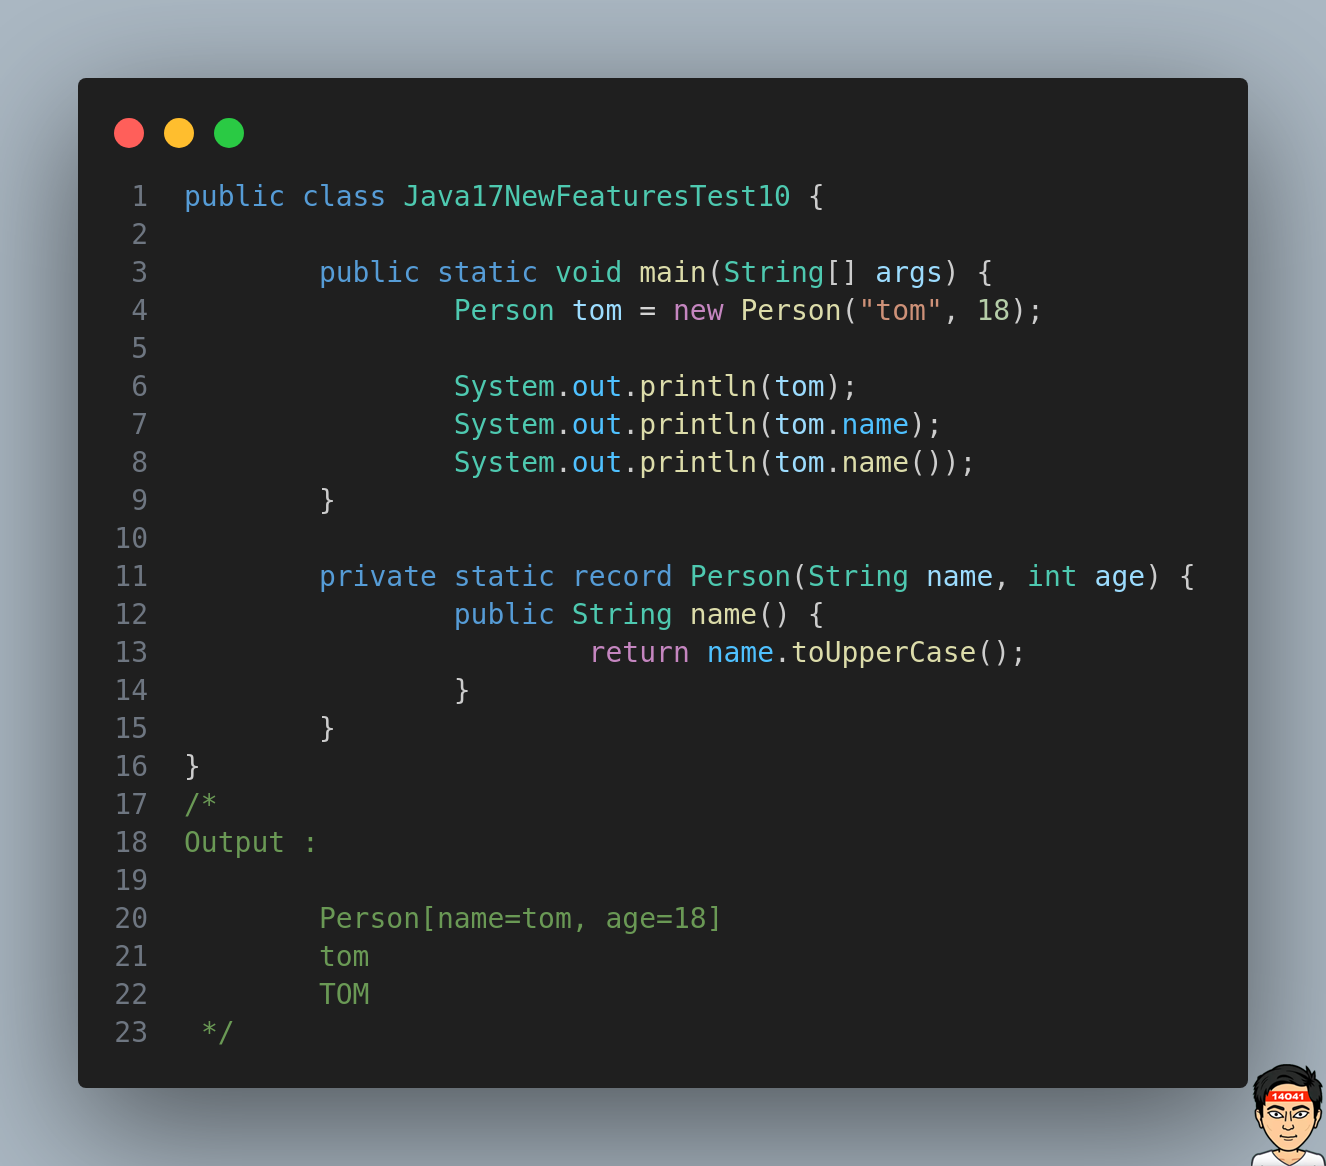 1 public class Java17NewFeaturesTest10 {
2
3 public static void main(String[] args) {
4 Person tom = new Person("tom", 18);
5
6 System.out.println(tom);
7 System.out.println(tom.name);
8 System.out.println(tom.name());
9 }
10
11 private static record Person(String name, int age) {
12 public String name() {
13 return name.toUpperCase();
14 }
15 }
16 }
17 /*
18 Output :
19
20 Person[name=tom, age=18]
21 tom
22 TOM
23 */
14041